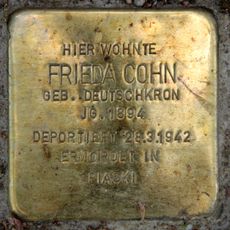 HIER WOHNTE
FRIEDA COHN
GEB. DEUTSCHKRON
JG. 1894
DEPORTIERT 28.3.1942
ERMORDET IN
PIASKI